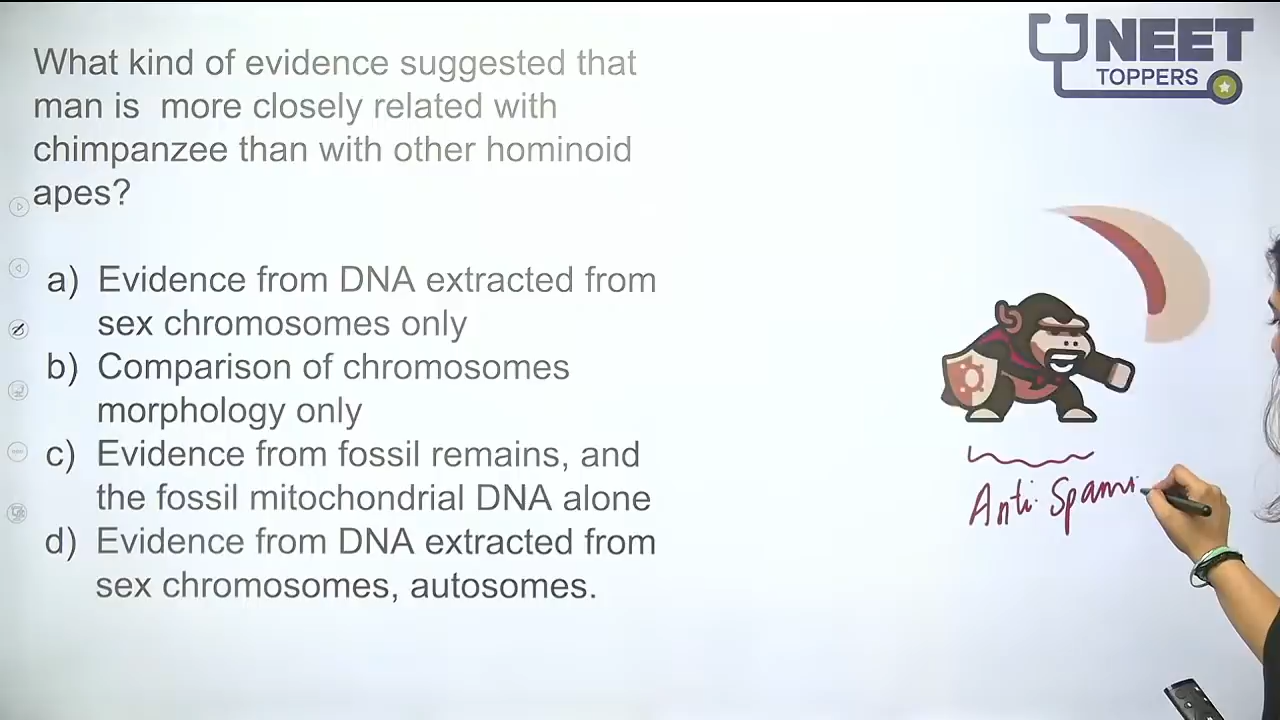 What kind of evidence suggested that
man is more closely related with
chimpanzee than with other hominoid
apes?
a) Evidence from DNA extracted from
sex chromosomes only
b) Comparison of chromosomes
morphology only
c) Evidence from fossil remains, and
the fossil mitochondrial DNA alone
d) Evidence from DNA extracted from
sex chromosomes, autosomes.
NEET
TOPPERS
Anti Spami